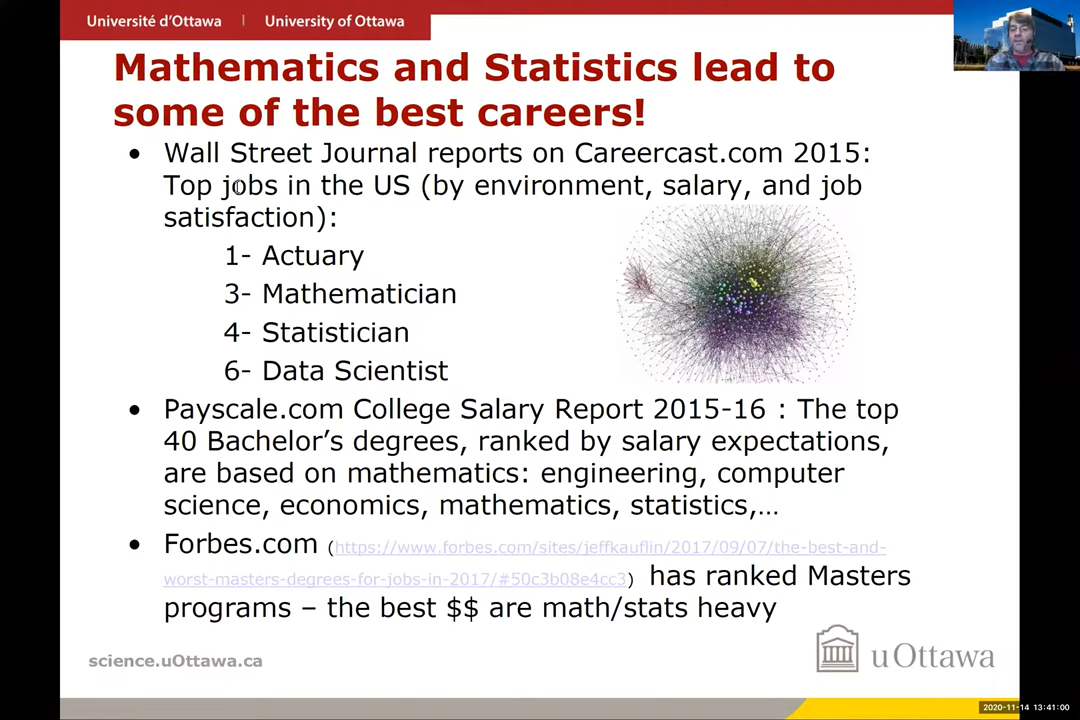 Université d'Ottawa | University of Ottawa
Mathematics and Statistics lead to
some of the best careers!
• Wall Street Journal reports on Careercast.com 2015:
Top jobs in the US (by environment, salary, and job
satisfaction):
1- Actuary
3- Mathematician
4- Statistician
6- Data Scientist
• Payscale.com College Salary Report 2015-16 : The top
40 Bachelor’s degrees, ranked by salary expectations,
are based on mathematics: engineering, computer
science, economics, mathematics, statistics,…
• Forbes.com (https://www.forbes.com/sites/jeffkauflin/2017/09/07/the-best-and-
worst-masters-degrees-for-jobs-in-2017/#50c3b08e4cc3) has ranked Masters
programs – the best $$ are math/stats heavy
science.uOttawa.ca
uOttawa
2020-11-14 13:41:00